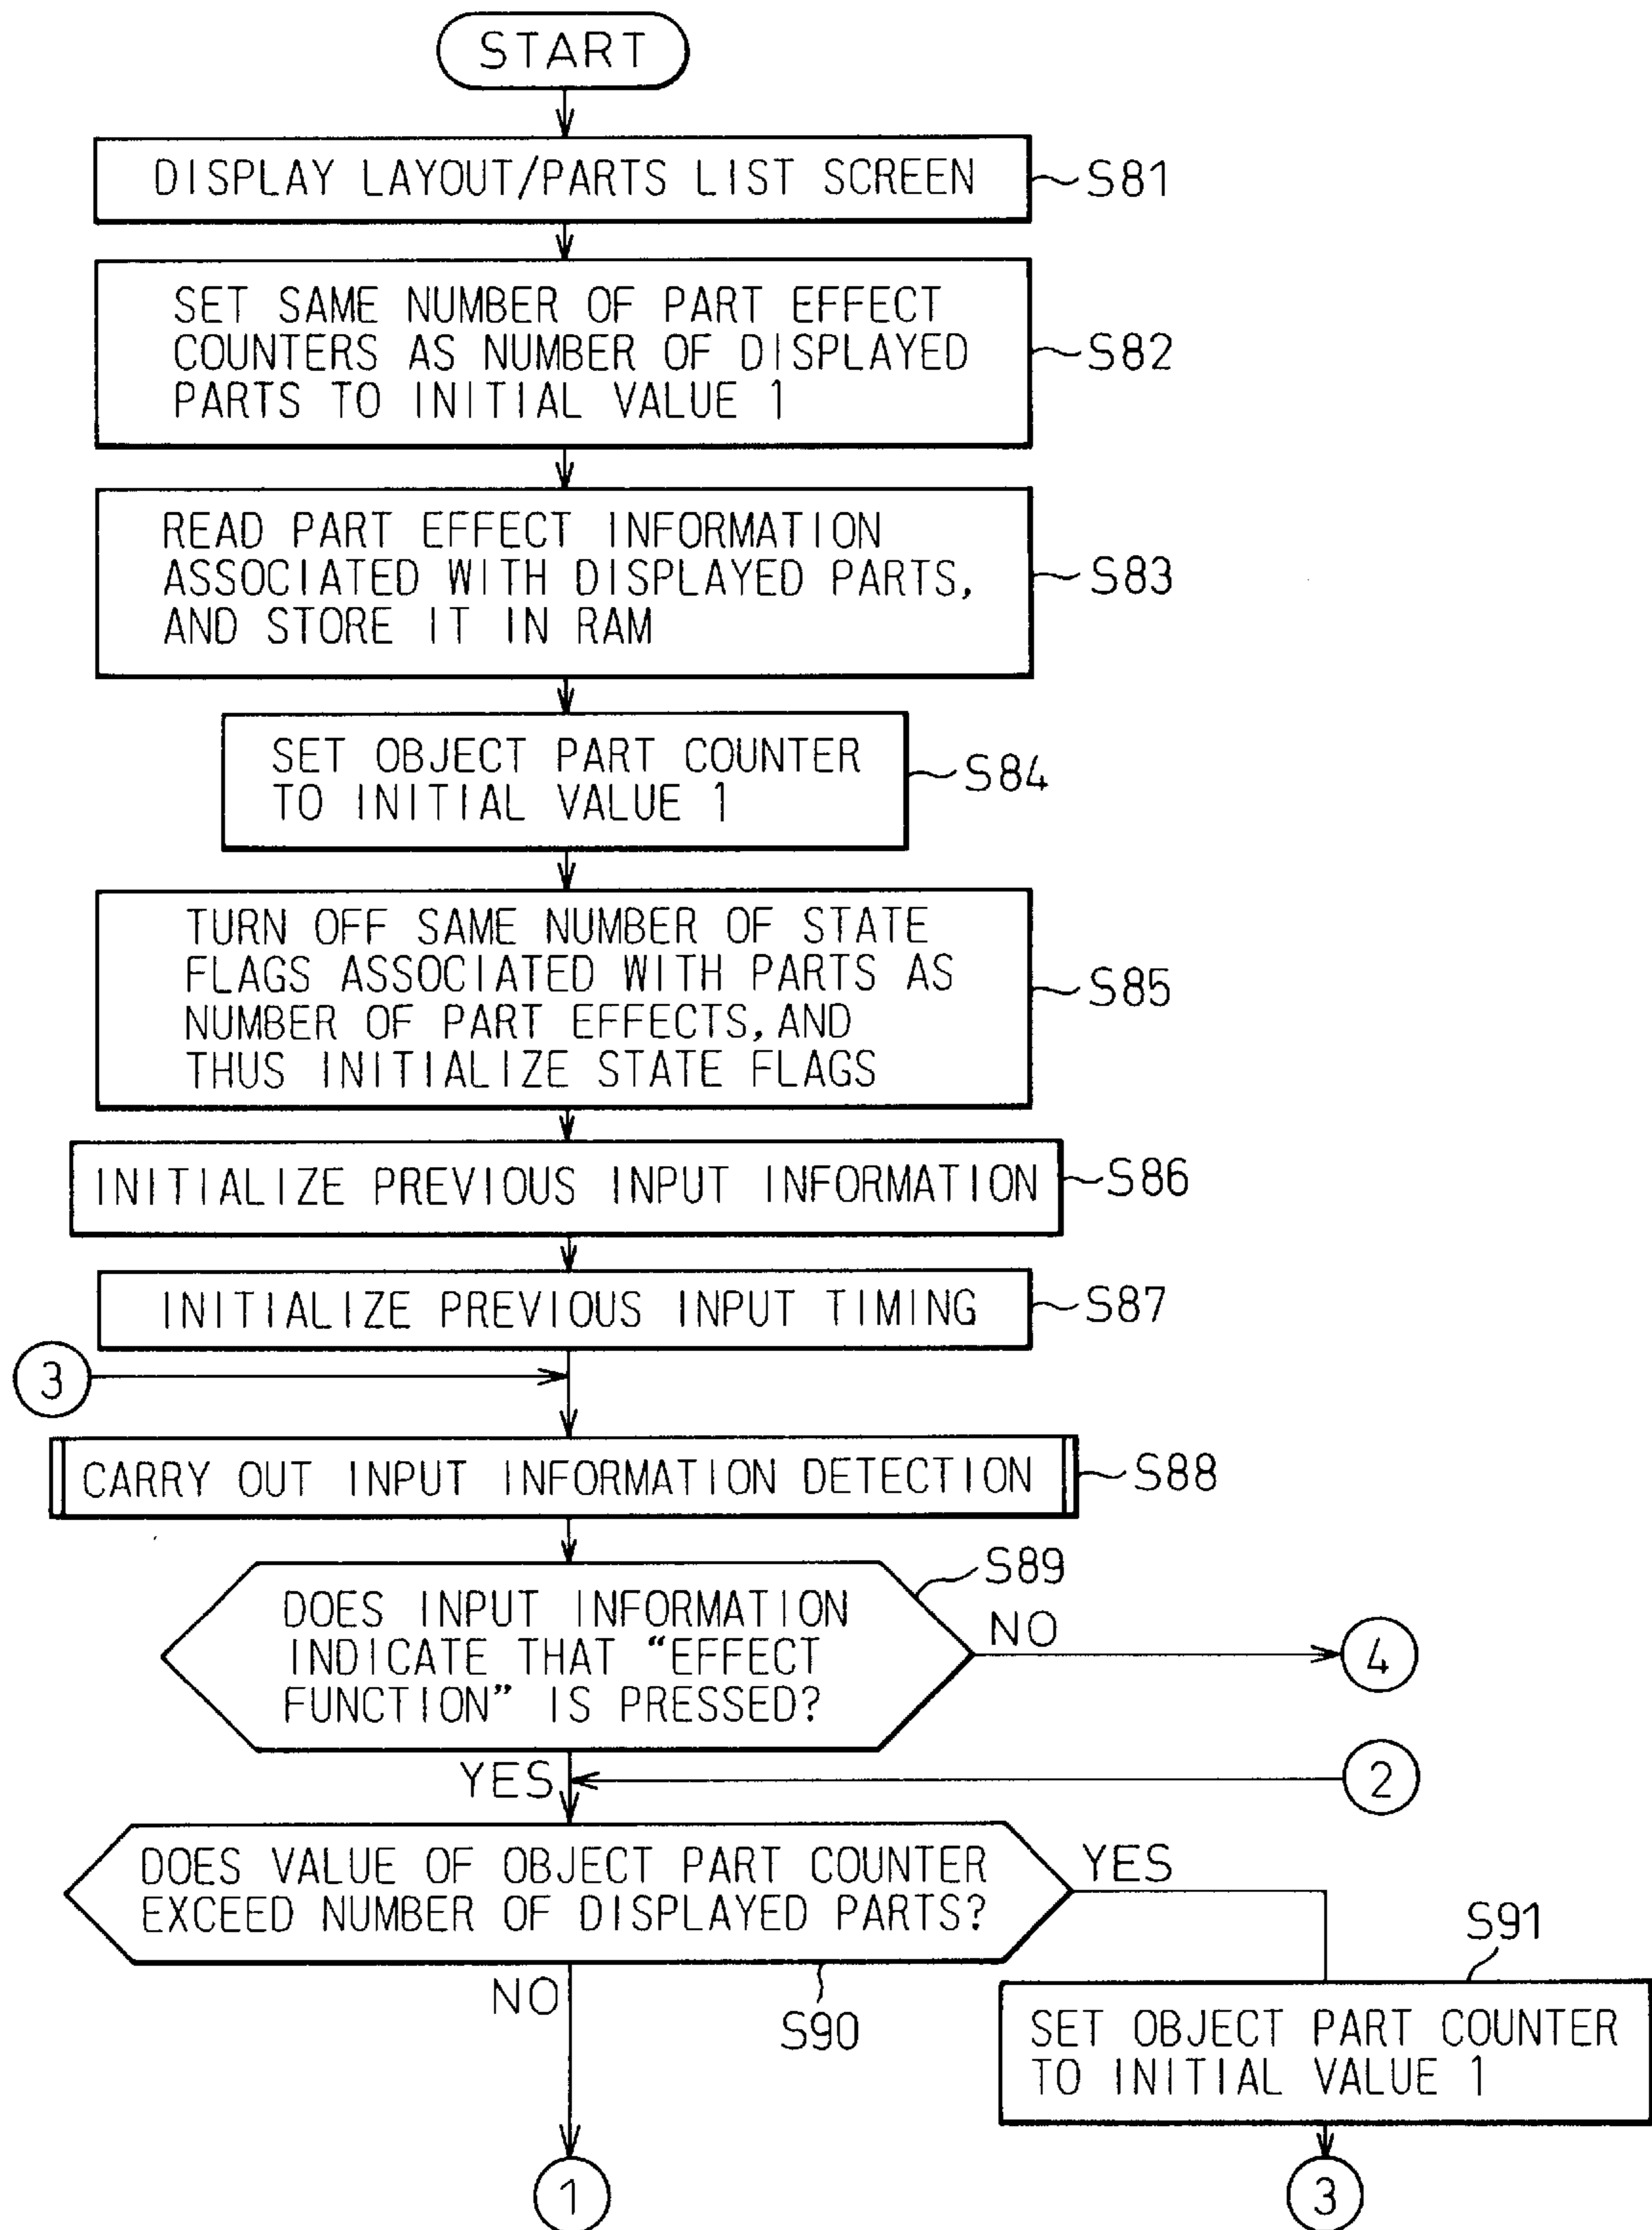 START
DISPLAY LAYOUT/PARTS LIST SCREEN
S81
SET SAME NUMBER OF PART EFFECT
COUNTERS AS NUMBER OF DISPLAYED
PARTS TO INITIAL VALUE 1
S82
READ PART EFFECT INFORMATION
ASSOCIATED WITH DISPLAYED PARTS,
AND STORE IT IN RAM
S83
SET OBJECT PART COUNTER
TO INITIAL VALUE 1
S84
TURN OFF SAME NUMBER OF STATE
FLAGS ASSOCIATED WITH PARTS AS
NUMBER OF PART EFFECTS, AND
THUS INITIALIZE STATE FLAGS
S85
INITIALIZE PREVIOUS INPUT INFORMATION
S86
INITIALIZE PREVIOUS INPUT TIMING
S87
3
CARRY OUT INPUT INFORMATION DETECTION
S88
S89
DOES INPUT INFORMATION
INDICATE THAT “EFFECT
FUNCTION” IS PRESSED?
NO
4
YES
2
DOES VALUE OF OBJECT PART COUNTER
EXCEED NUMBER OF DISPLAYED PARTS?
YES
S91
NO
S90
SET OBJECT PART COUNTER
TO INITIAL VALUE 1
1
3